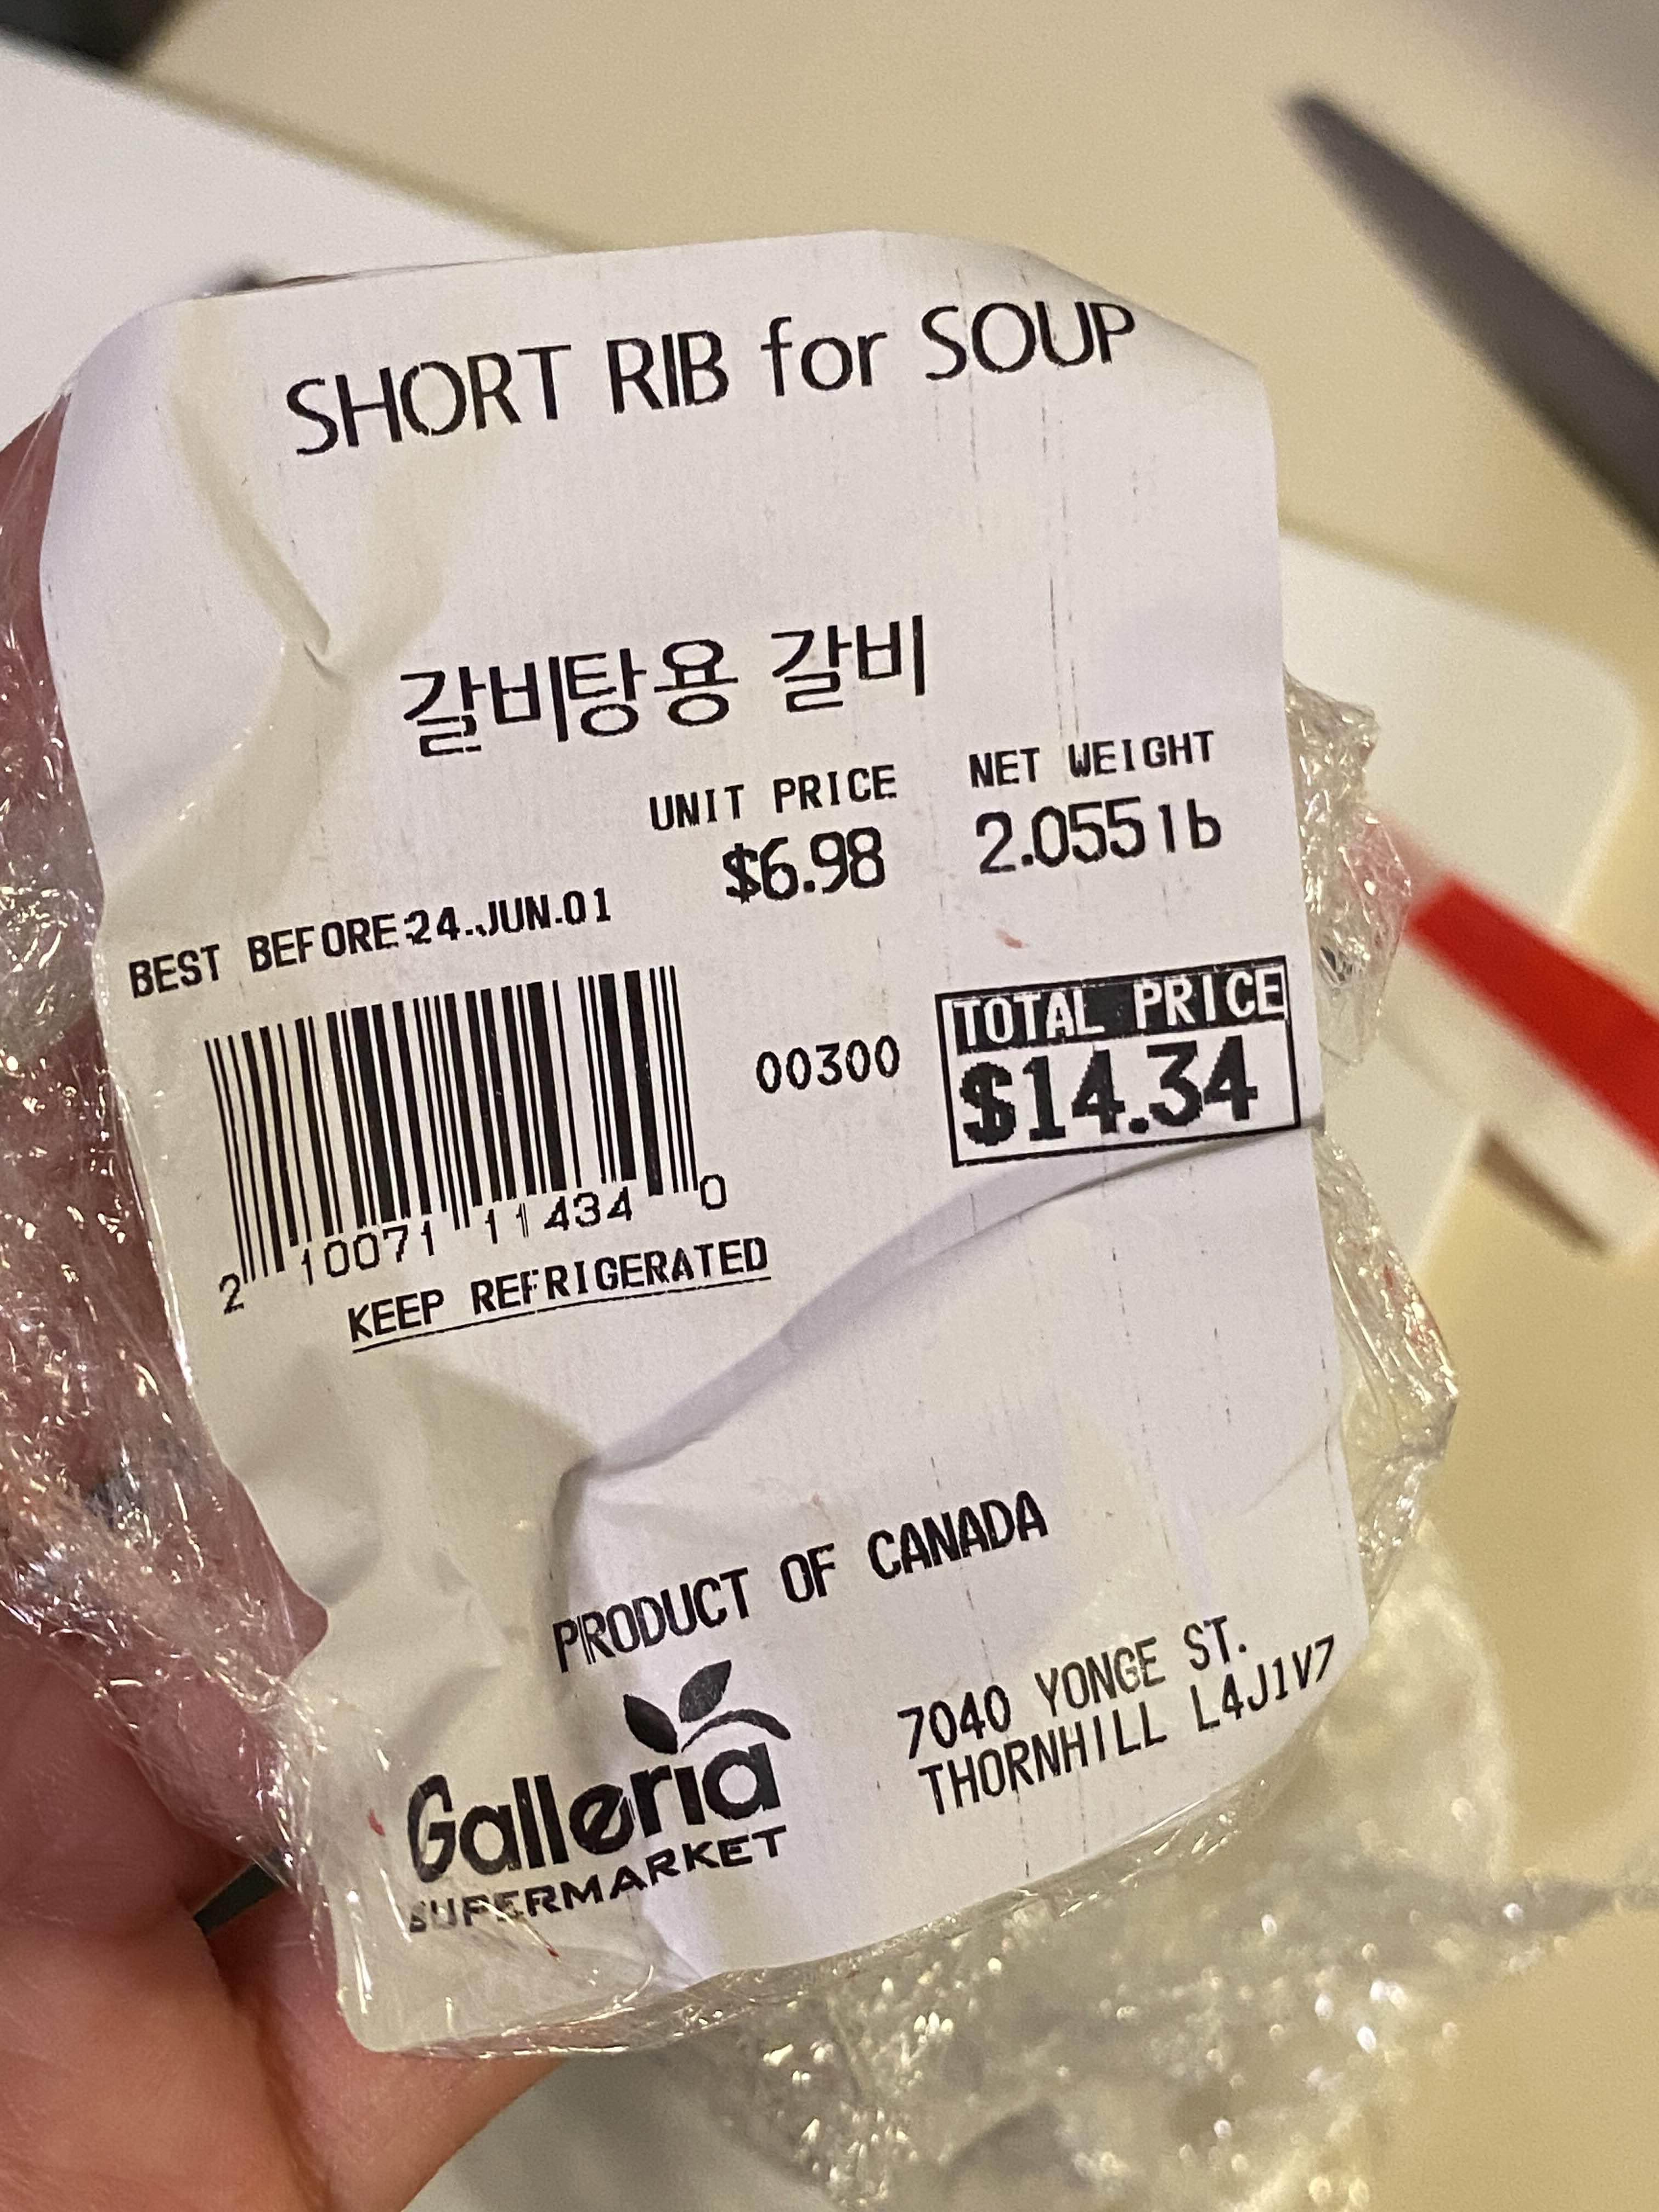 SHORT RIB for SOUP
갈비탕용 갈비
UNIT PRICE NET WEIGHT
$6.98 2.055lb
BEST BEFORE 24.JUN.01
TOTAL PRICE
00300 $14.34
2 10071 11434 0
KEEP REFRIGERATED
PRODUCT OF CANADA
Galleria
SUPERMARKET
7040 YONGE ST.
THORNHILL L4J1V7